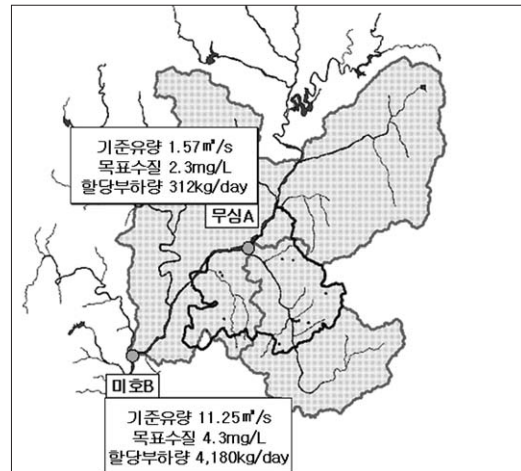 기준유량 1.57㎥/s
목표수질 2.3mg/L
할당부하량 312kg/day
무심A
미호B
기준유량 11.25㎥/s
목표수질 4.3mg/L
할당부하량 4,180kg/day